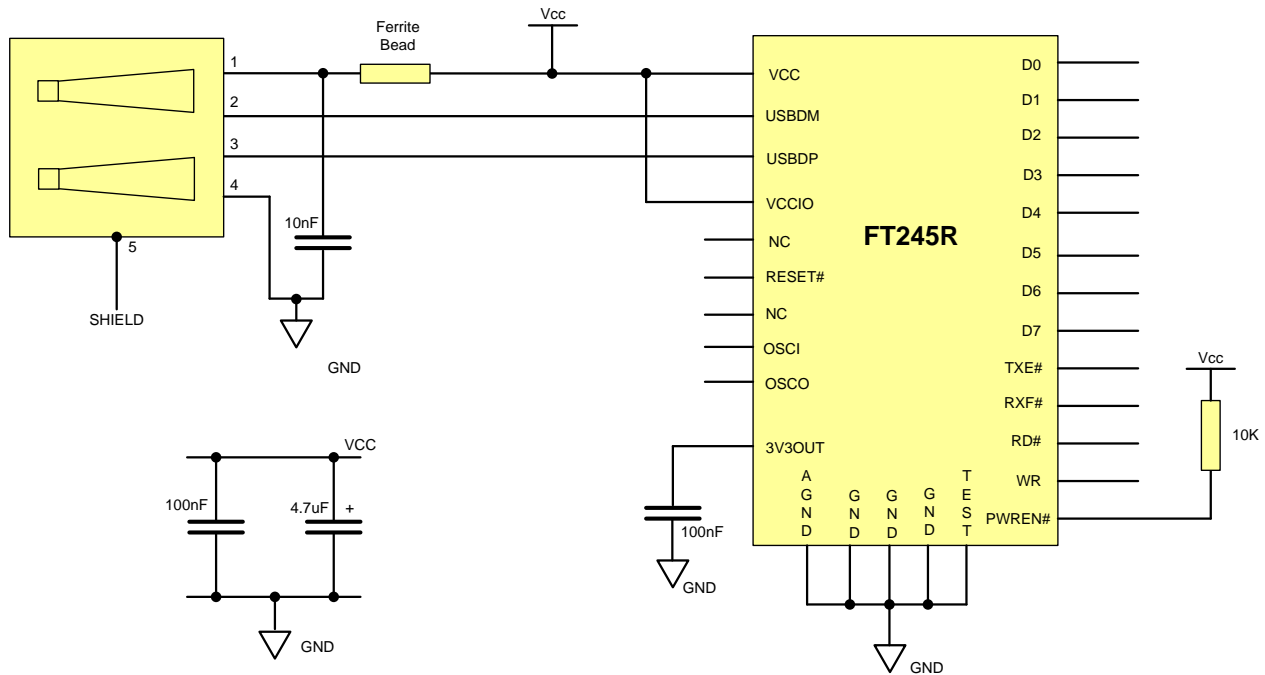 Vcc
Ferrite
Bead
1
2
3
4
5
SHIELD
10nF
GND
VCC
100nF
4.7uF +
GND
FT245R
VCC
USBDM
USBDP
VCCIO
NC
RESET#
NC
OSCI
OSCO
3V3OUT
100nF
GND
AGND
GND
GND
GND
TEST
GND
D0
D1
D2
D3
D4
D5
D6
D7
TXE#
RXF#
RD#
WR
PWREN#
Vcc
10K